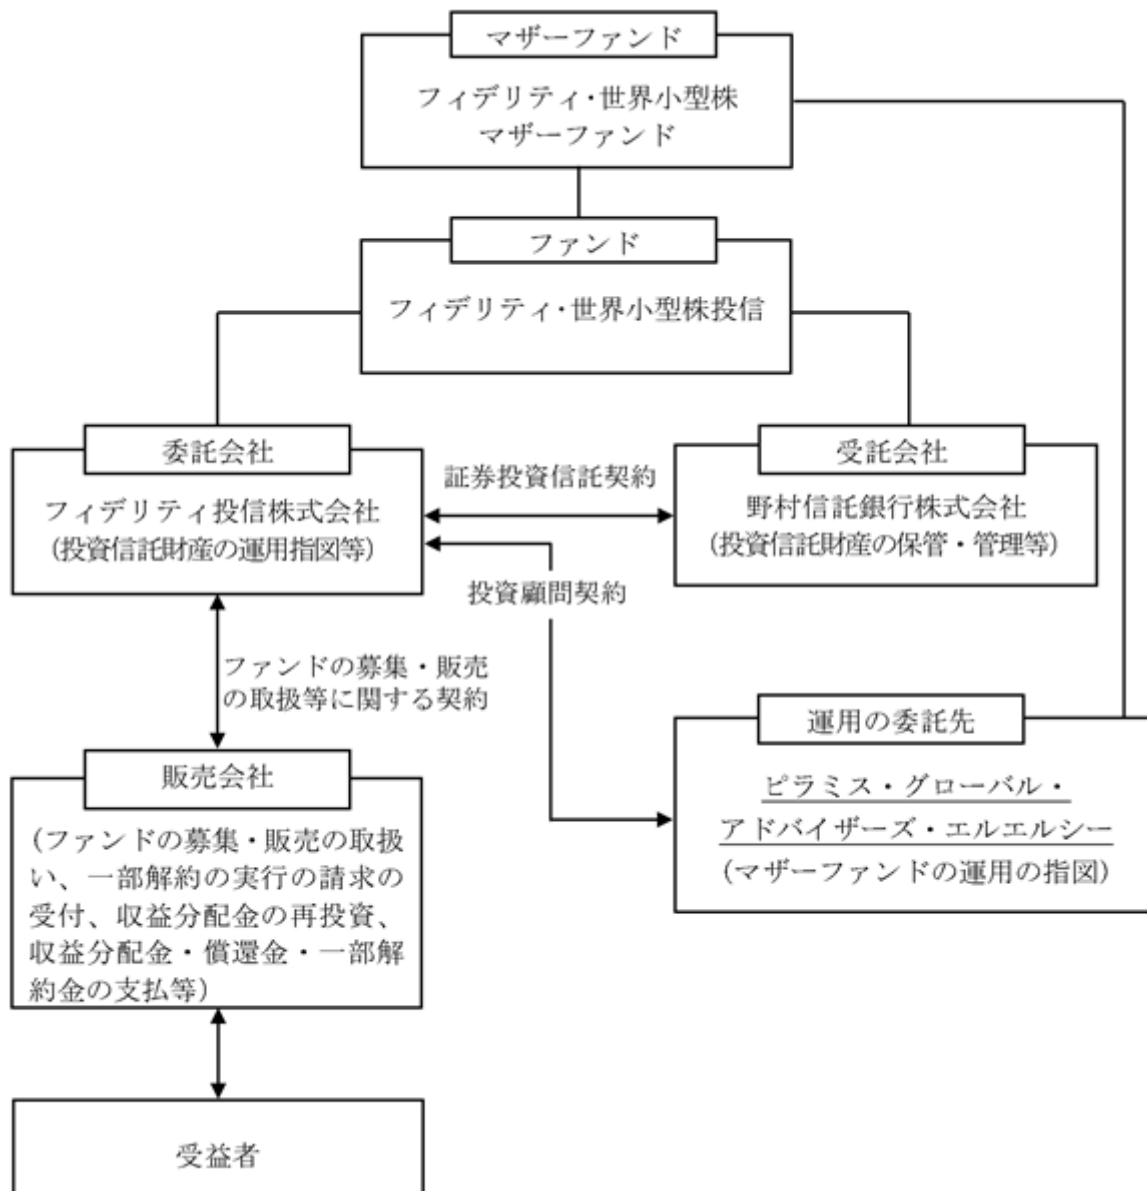 マザーファンド
フィデリティ・世界小型株
マザーファンド
ファンド
フィデリティ・世界小型株投信
委託会社
フィデリティ投信株式会社
(投資信託財産の運用指図等)
証券投資信託契約
受託会社
野村信託銀行株式会社
(投資信託財産の保管・管理等)
投資顧問契約
ファンドの募集・販売
の取扱等に関する契約
運用の委託先
ピラミス・グローバル・
アドバイザーズ・エルエルシー
(マザーファンドの運用の指図)
販売会社
(ファンドの募集・販売の取扱
い、一部解約の実行の請求の
受付、収益分配金の再投資、
収益分配金・償還金・一部解
約金の支払等)
受益者